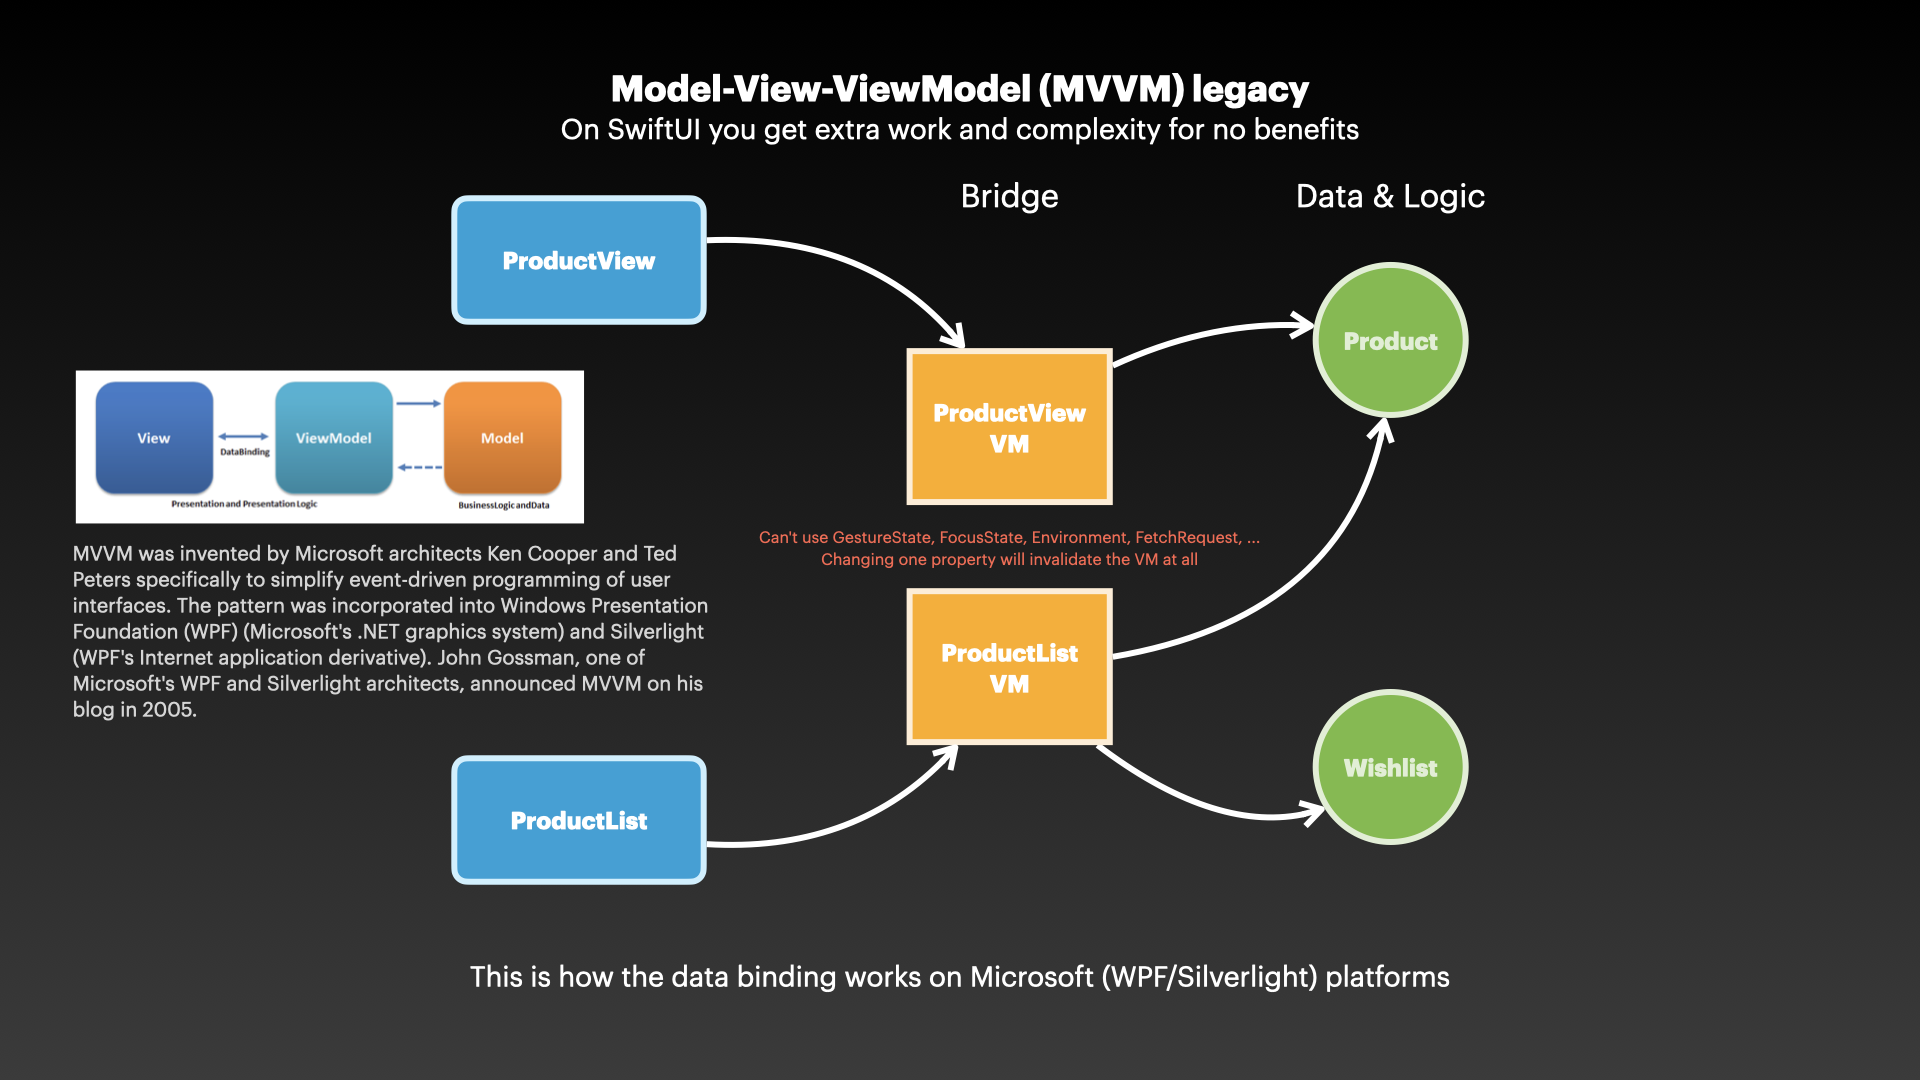 Model-View-ViewModel (MVVM) legacy
On SwiftUI you get extra work and complexity for no benefits
Bridge
Data & Logic
ProductView
Product
ProductView
VM
View
DataBinding
ViewModel
Model
Presentation and Presentation Logic
BusinessLogic andData
Can't use GestureState, FocusState, Environment, FetchRequest, ...
Changing one property will invalidate the VM at all
MVVM was invented by Microsoft architects Ken Cooper and Ted
Peters specifically to simplify event-driven programming of user
interfaces. The pattern was incorporated into Windows Presentation
Foundation (WPF) (Microsoft's .NET graphics system) and Silverlight
(WPF's Internet application derivative). John Gossman, one of
Microsoft's WPF and Silverlight architects, announced MVVM on his
blog in 2005.
ProductList
VM
Wishlist
ProductList
This is how the data binding works on Microsoft (WPF/Silverlight) platforms